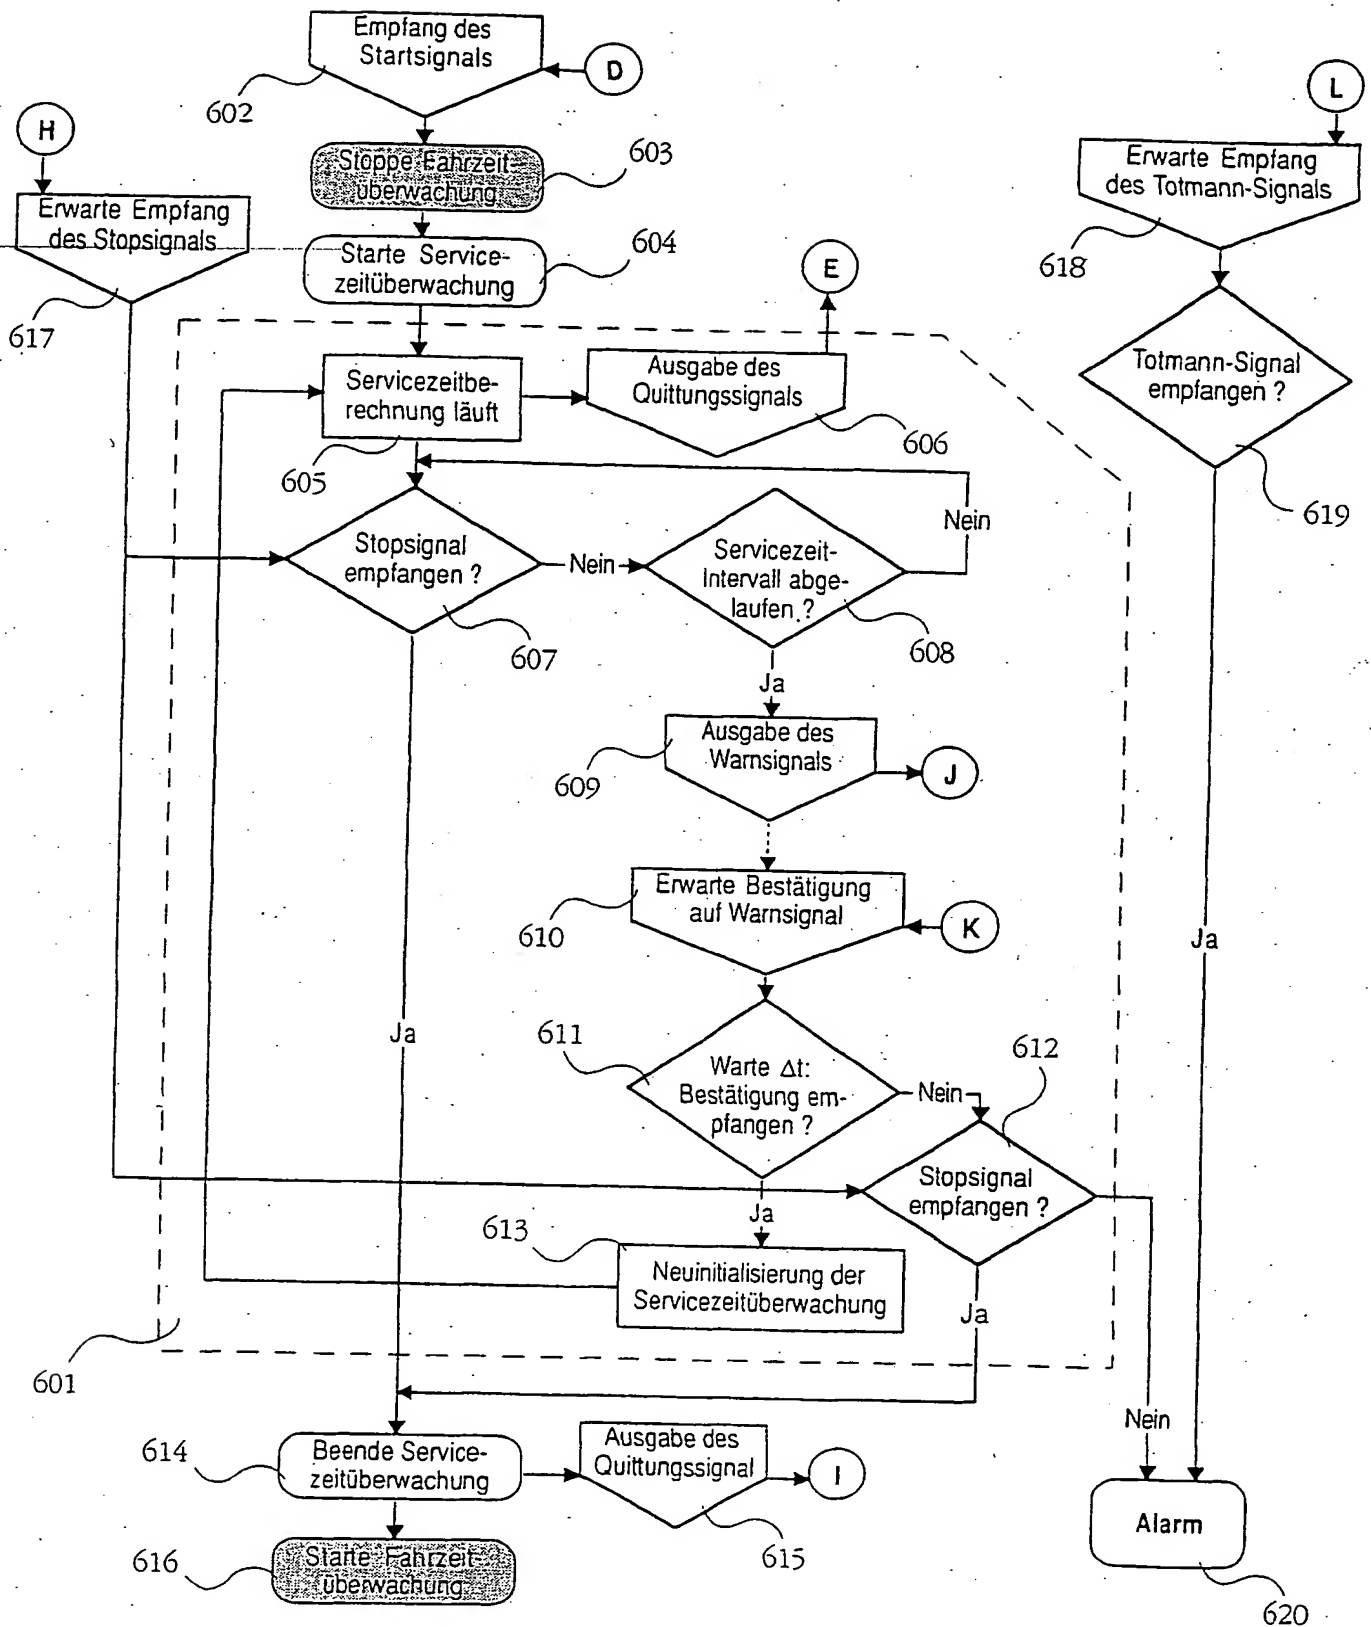 Empfang des
Startsignals
D
602
L
H
Stoppe Fahrzeit-
überwachung
603
Erwarte Empfang
des Totmann-Signals
618
Erwarte Empfang
des Stopsignals
617
Starte Service-
zeitüberwachung
604
E
Servicezeitbe-
rechnung läuft
605
Ausgabe des
Quittungssignals
606
Totmann-Signal
empfangen ?
619
Stopsignal
empfangen ?
607
Nein
Servicezeit-
Intervall abge-
laufen ?
608
Nein
Ja
Ausgabe des
Warnsignals
609
J
Erwarte Bestätigung
auf Warnsignal
610
K
Ja
Ja
611
Warte Δt:
Bestätigung em-
pfangen ?
Nein
612
Stopsignal
empfangen ?
Ja
613
Neuinitialisierung der
Servicezeitüberwachung
Ja
601
Nein
614
Beende Service-
zeitüberwachung
Ausgabe des
Quittungssignal
615
I
Alarm
620
616
Starte Fahrzeit-
überwachung